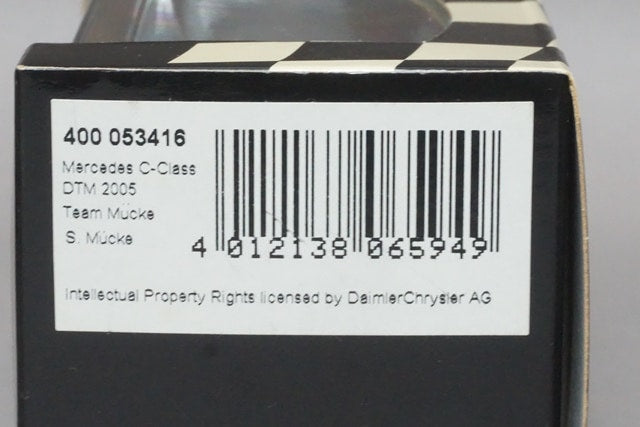 400 053416
Mercedes C-Class
DTM 2005
Team Mücke
S. Mücke
4 012138 065949
Intellectual Property Rights licensed by DaimlerChrysler AG